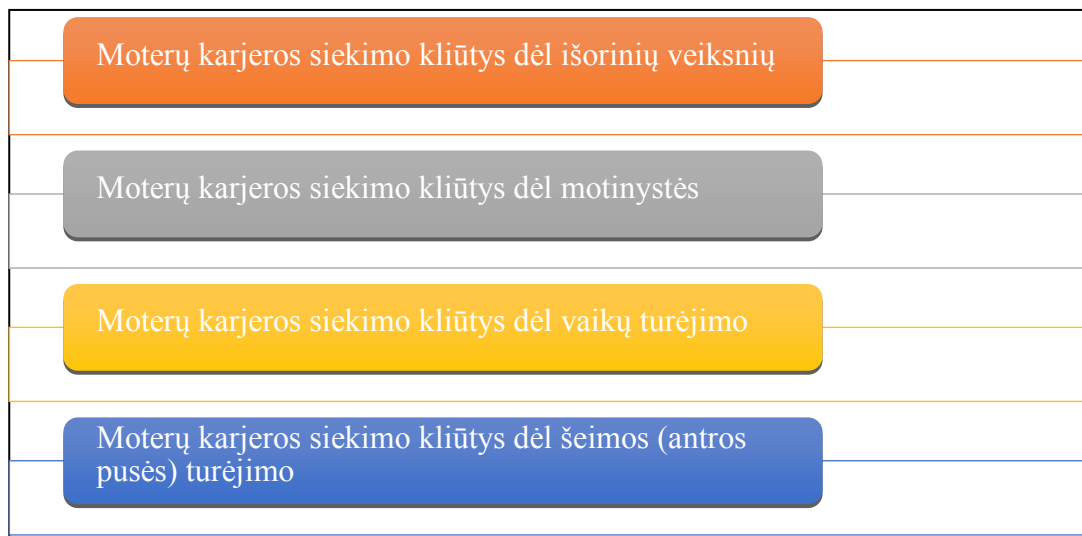 Moterų karjeros siekimo kliūtys dėl išorinių veiksnių
Moterų karjeros siekimo kliūtys dėl motinystės
Moterų karjeros siekimo kliūtys dėl vaikų turėjimo
Moterų karjeros siekimo kliūtys dėl šeimos (antros
pusės) turėjimo